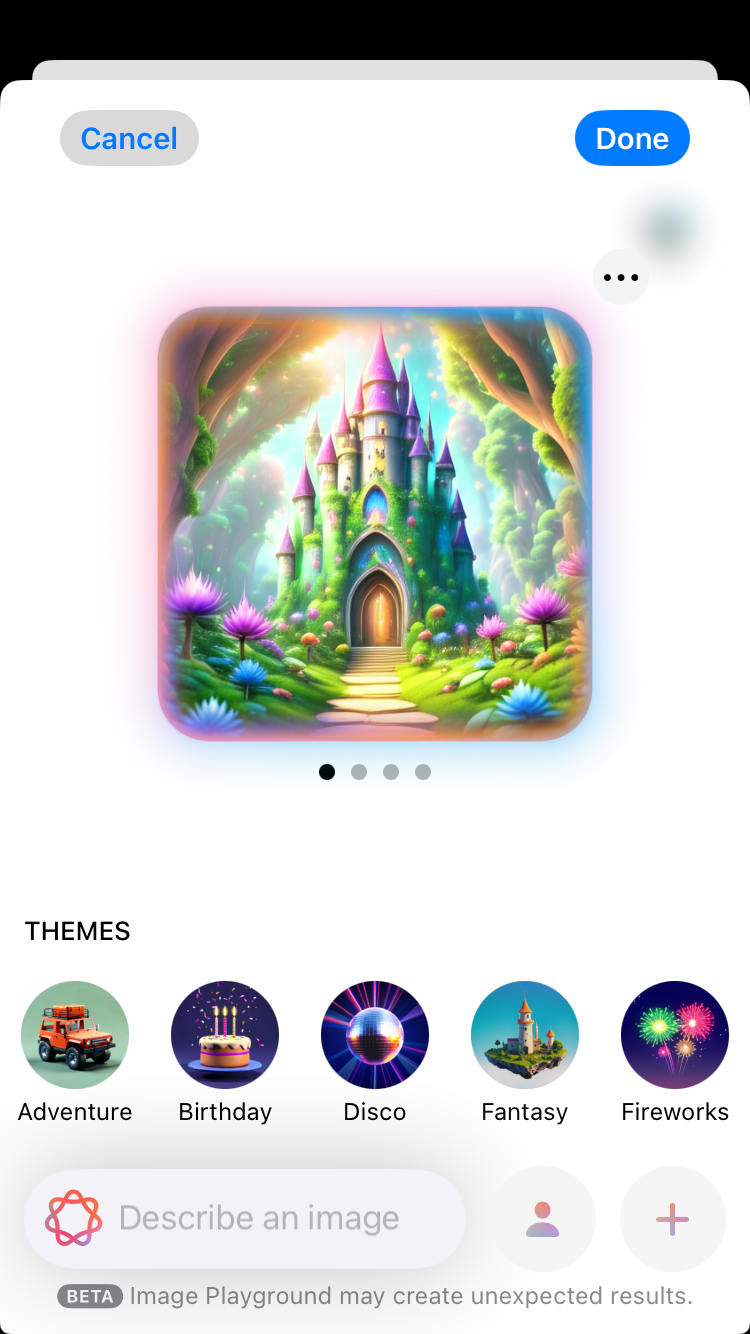 Cancel
Done
THEMES
Adventure
Birthday
Disco
Fantasy
Fireworks
Describe an image
BETA Image Playground may create unexpected results.